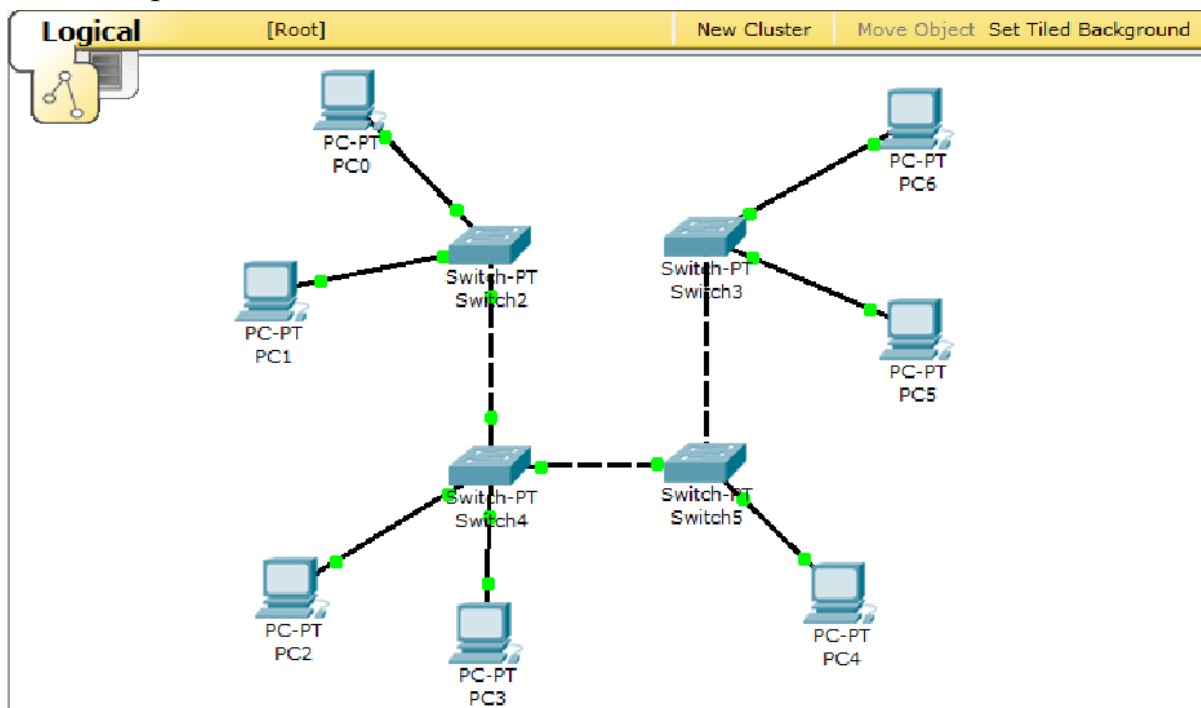 Logical
[Root]
New Cluster
Move Object
Set Tiled Background
PC-PT
PC0
PC-PT
PC6
Switch-PT
Switch2
Switch-PT
Switch3
PC-PT
PC1
PC-PT
PC5
Switch-PT
Switch4
Switch-PT
Switch5
PC-PT
PC2
PC-PT
PC3
PC-PT
PC4